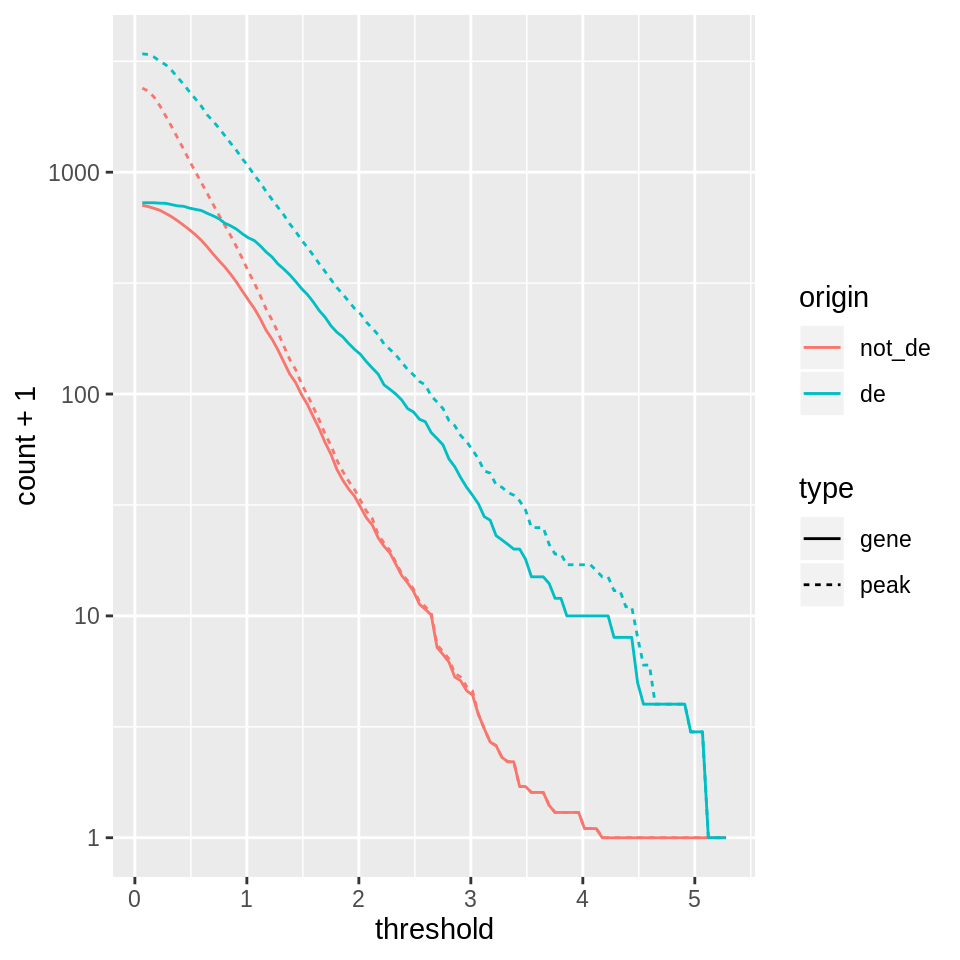 1000
100
10
1
count + 1
0 1 2 3 4 5
threshold
origin
not_de
de
type
gene
peak